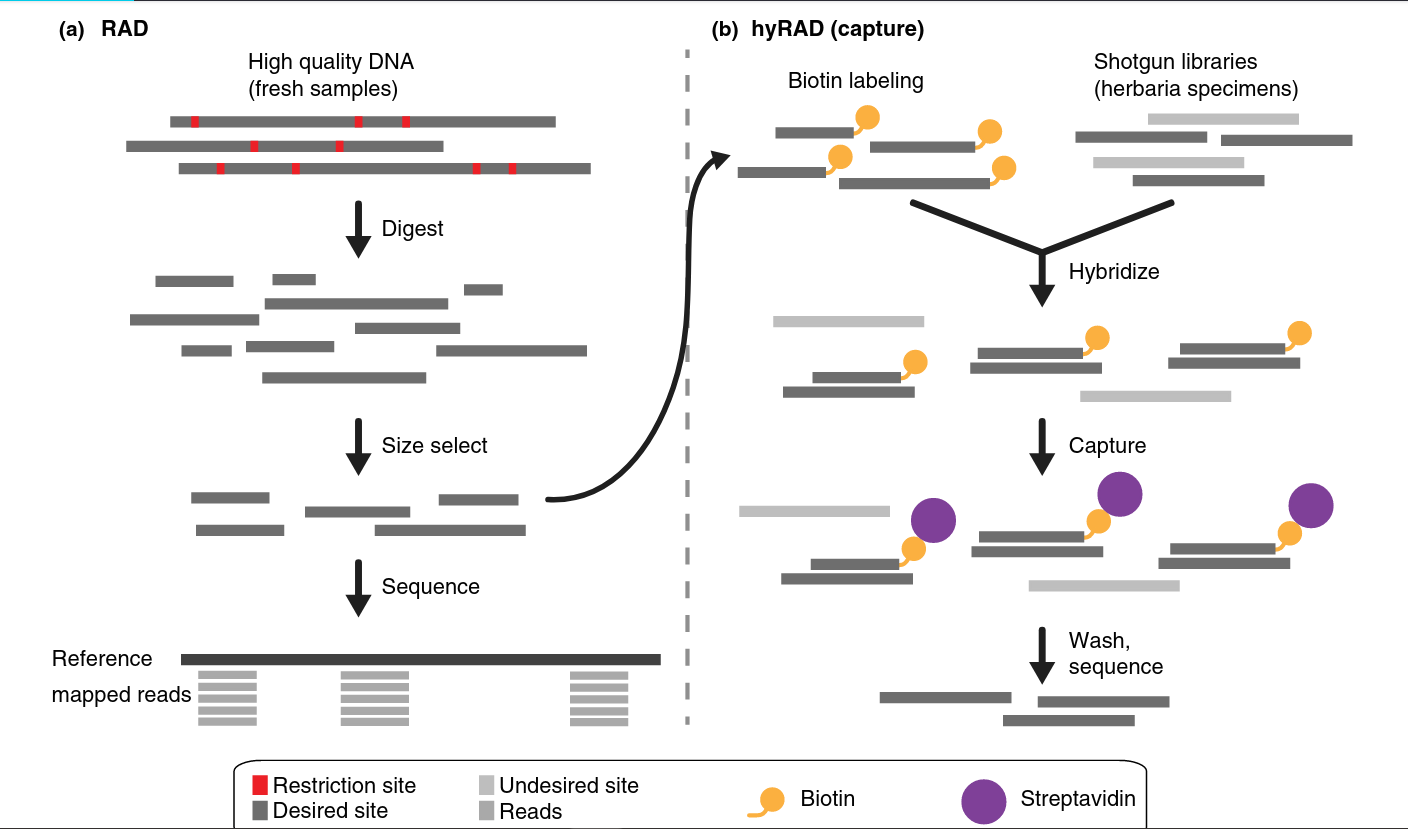 (a) RAD
High quality DNA
(fresh samples)
Digest
Size select
Sequence
Reference
mapped reads
(b) hyRAD (capture)
Biotin labeling
Shotgun libraries
(herbaria specimens)
Hybridize
Capture
Wash,
sequence
Restriction site
Desired site
Undesired site
Reads
Biotin
Streptavidin